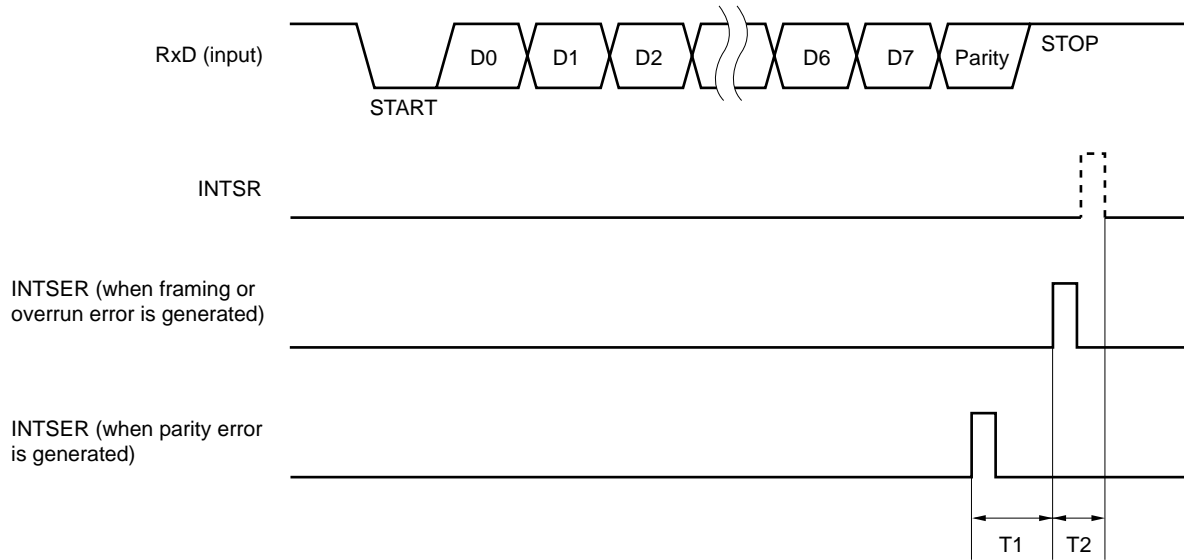 RxD (input)
D0
D1
D2
D6
D7
Parity
STOP
START
INTSR
INTSER (when framing or
overrun error is generated)
INTSER (when parity error
is generated)
T1
T2